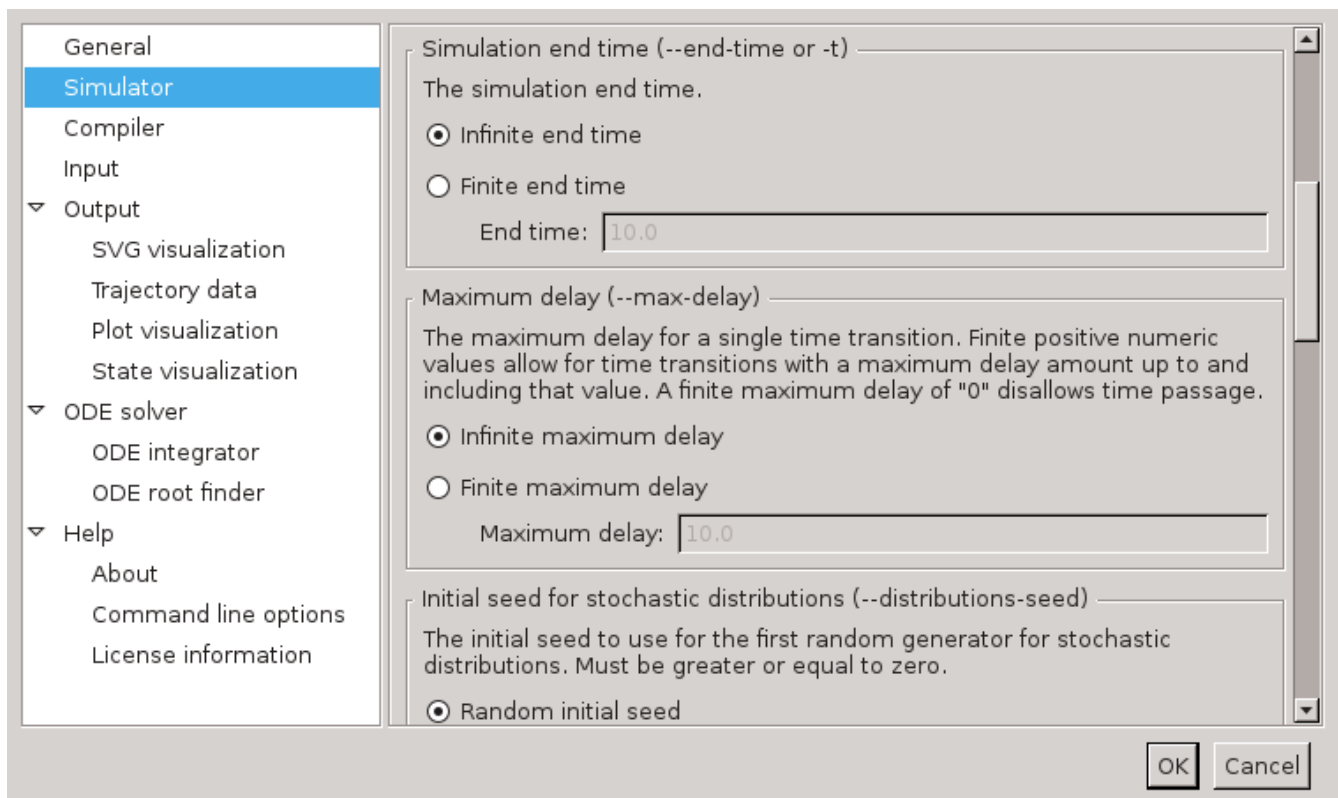 General
Simulator
Compiler
Input
Output
SVG visualization
Trajectory data
Plot visualization
State visualization
ODE solver
ODE integrator
ODE root finder
Help
About
Command line options
License information
Simulation end time (--end-time or -t)
The simulation end time.
Infinite end time
Finite end time
End time: 10.0
Maximum delay (--max-delay)
The maximum delay for a single time transition. Finite positive numeric
values allow for time transitions with a maximum delay amount up to and
including that value. A finite maximum delay of "0" disallows time passage.
Infinite maximum delay
Finite maximum delay
Maximum delay: 10.0
Initial seed for stochastic distributions (--distributions-seed)
The initial seed to use for the first random generator for stochastic
distributions. Must be greater or equal to zero.
Random initial seed
OK
Cancel